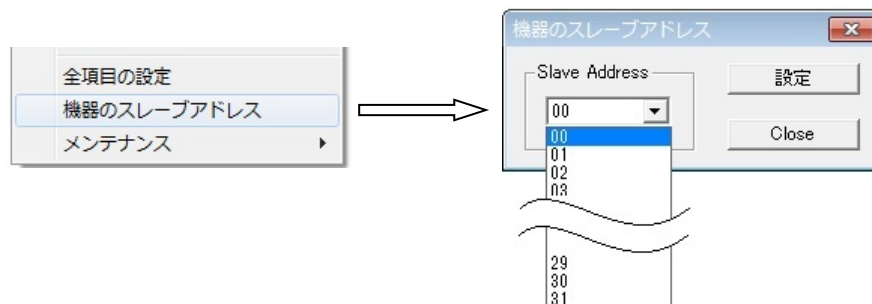 全項目の設定
機器のスレーブアドレス
メンテナンス
機器のスレーブアドレス
Slave Address
00
00
01
02
03
29
30
31
設定
Close